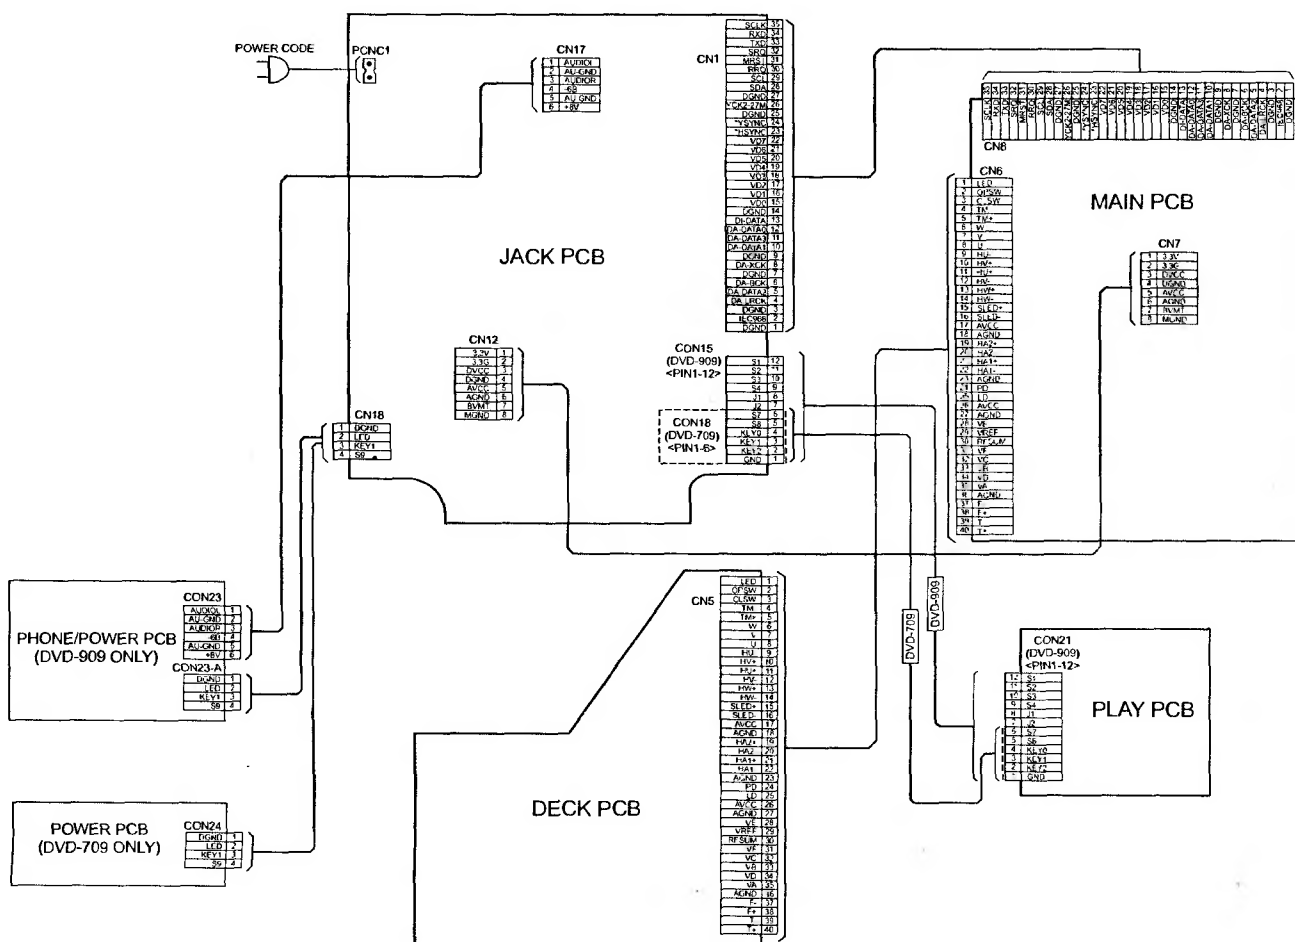 POWER CODE
PCNC1
CN17
1 AUDIOL
2 AU-GND
3 AUDIOR
4 -6B
5 AU GND
6 +8V
CN1
SCLK 35
RXD 34
TXD 33
SRQ 32
MRST 31
RRQ 30
SCL 29
SDA 28
DGND 27
YCK2-27M 26
DGND 25
*YSYNC 24
*HSYNC 23
VD7 22
VD6 21
VD5 20
VD4 19
VD3 18
VD2 17
VD1 16
VD0 15
DGND 14
DI-DATA 13
DA-DATA0 12
DA-DATA3 11
DA-DATA1 10
DGND 9
DA-XCK 8
DGND 7
DA-BCK 6
DA-DATA2 5
DA-LRCK 4
DGND 3
IEC958 2
DGND 1
JACK PCB
CN8
MAIN PCB
CN6
1 LED
2 OPSW
3 CLSW
4 TM
5 TM+
6 W
7 V
8 U
9 HU-
10 HV+
11 HU+
12 HV-
13 HW+
14 HW-
15 SLED+
16 SLED-
17 AVCC
18 AGND
19 HA2+
20 HA2
21 HA1+
22 HA1-
23 AGND
24 PD
25 LD
26 AVCC
27 AGND
28 VE
29 VREF
30 RFSUM
31 VF
32 VC
33 VB
34 VD
35 VA
36 AGND
37 F-
38 F+
39 T
40 T+
CN7
1 3.3V
2 3.3G
3 DVCC
4 DGND
5 AVCC
6 AGND
7 8VMT
8 MGND
CN12
3.3V 1
3.3G 2
DVCC 3
DGND 4
AVCC 5
AGND 6
8VMT 7
MGND 8
CON15
(DVD-909)
<PIN1-12>
S1 12
S2 11
S3 10
S4 9
J1 8
J2 7
S7 6
S8 5
KEY0 4
KEY1 3
KEY2 2
GND 1
CON18
(DVD-709)
<PIN1-6>
CN18
1 DGND
2 LED
3 KEY1
4 S9
PHONE/POWER PCB
(DVD-909 ONLY)
CON23
AUDIOL 1
AU-GND 2
AUDIOR 3
-6B 4
AU-GND 5
+8V 6
CON23-A
DGND 1
LED 2
KEY1 3
S9 4
POWER PCB
(DVD-709 ONLY)
CON24
DGND 1
LED 2
KEY1 3
S9 4
CN5
LED 1
OPSW 2
CLSW 3
TM 4
TM+ 5
W 6
V 7
U 8
HU 9
HV+ 10
HU+ 11
HV- 12
HW+ 13
HW- 14
SLED+ 15
SLED 16
AVCC 17
AGND 18
HA2+ 19
HA2 20
HA1+ 21
HA1 22
AGND 23
PD 24
LD 25
AVCC 26
AGND 27
VE 28
VREF 29
RFSUM 30
VF 31
VC 32
VB 33
VD 34
VA 35
AGND 36
F- 37
F+ 38
T 39
T+ 40
DECK PCB
DVD-709
DVD-909
CON21
(DVD-909)
<PIN1-12>
12 S1
11 S2
10 S3
9 S4
8 J1
7 J2
6 S7
5 S8
4 KEY0
3 KEY1
2 KEY2
1 GND
PLAY PCB